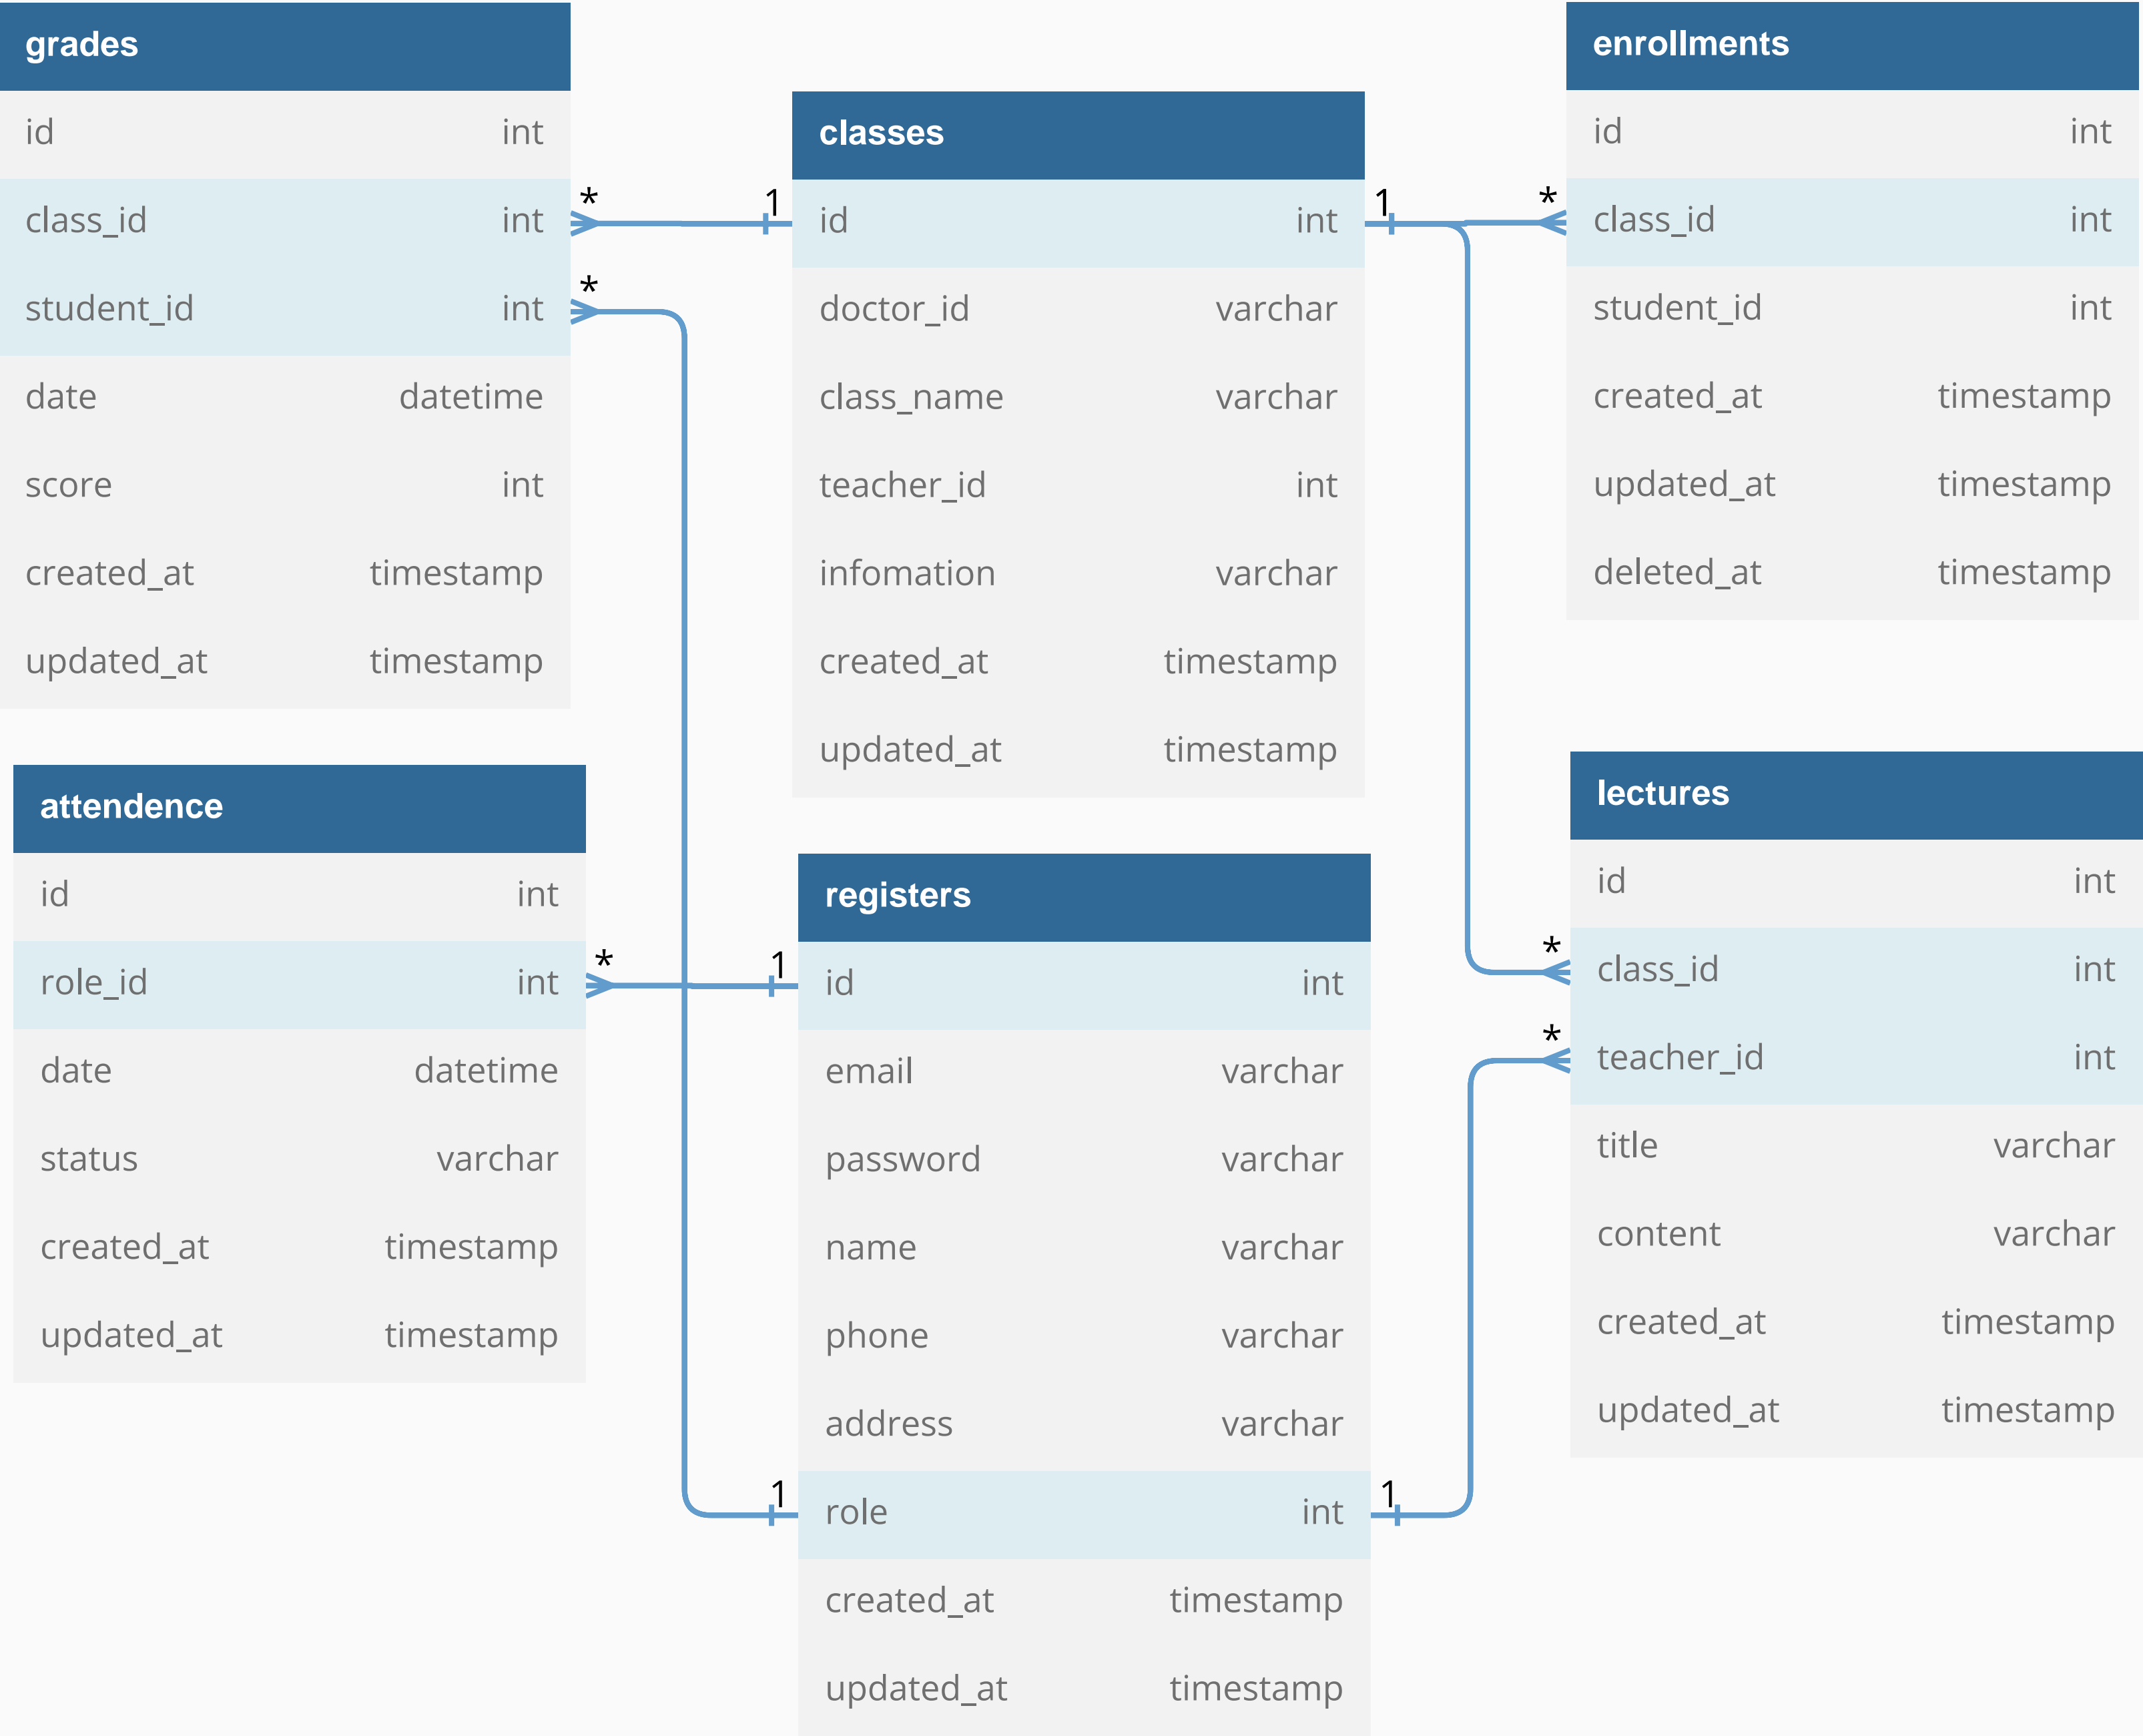 grades
id int
class_id int
student_id int
date datetime
score int
created_at timestamp
updated_at timestamp
* 1
*
classes
id int
doctor_id varchar
class_name varchar
teacher_id int
infomation varchar
created_at timestamp
updated_at timestamp
1 *
enrollments
id int
class_id int
student_id int
created_at timestamp
updated_at timestamp
deleted_at timestamp
attendence
id int
role_id int
date datetime
status varchar
created_at timestamp
updated_at timestamp
* 1
registers
id int
email varchar
password varchar
name varchar
phone varchar
address varchar
1 role int 1
created_at timestamp
updated_at timestamp
*
*
lectures
id int
class_id int
teacher_id int
title varchar
content varchar
created_at timestamp
updated_at timestamp